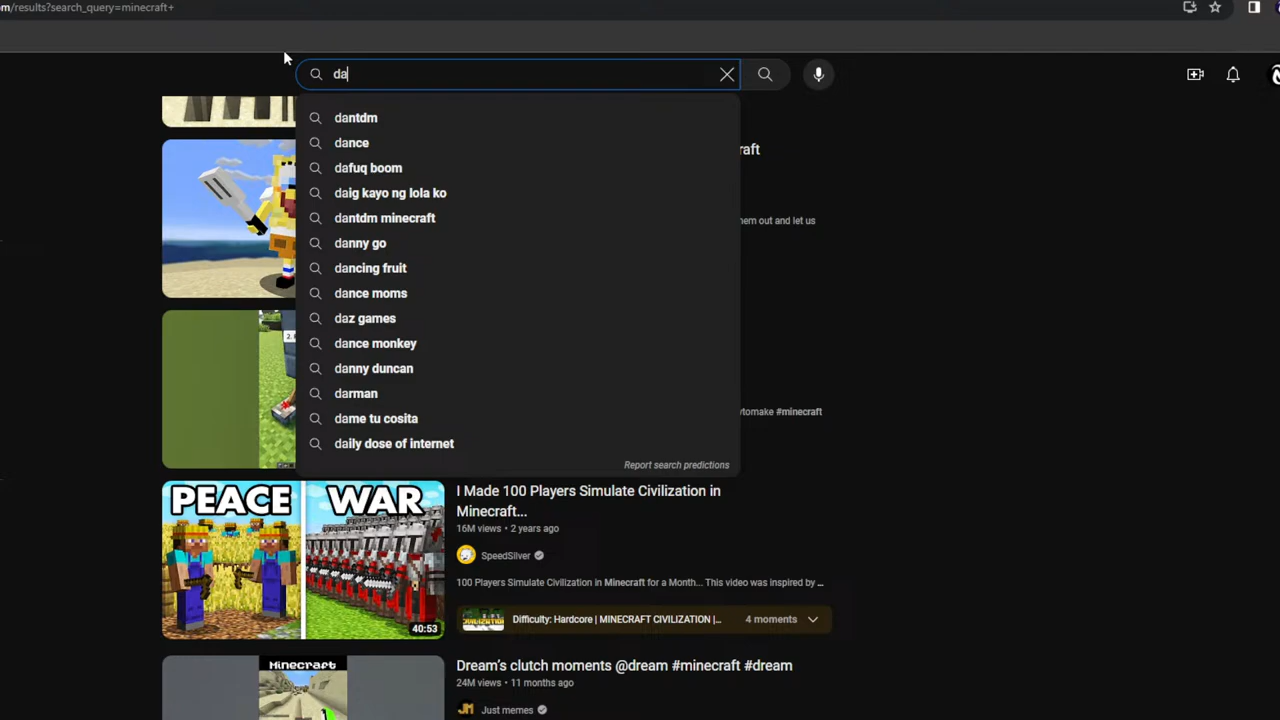 om/results?search_query=minecraft+
da
dantdm
dance
dafuq boom
daig kayo ng lola ko
dantdm minecraft
danny go
dancing fruit
dance moms
daz games
dance monkey
danny duncan
darman
dame tu cosita
daily dose of internet
Report search predictions
raft
nem out and let us
ytomake #minecraft
2.
PEACE WAR
40:53
I Made 100 Players Simulate Civilization in
Minecraft...
16M views • 2 years ago
SpeedSilver
100 Players Simulate Civilization in Minecraft for a Month... This video was inspired by ...
Difficulty: Hardcore | MINECRAFT CIVILIZATION |... 4 moments
Minecraft
Dream's clutch moments @dream #minecraft #dream
24M views • 11 months ago
JM Just memes